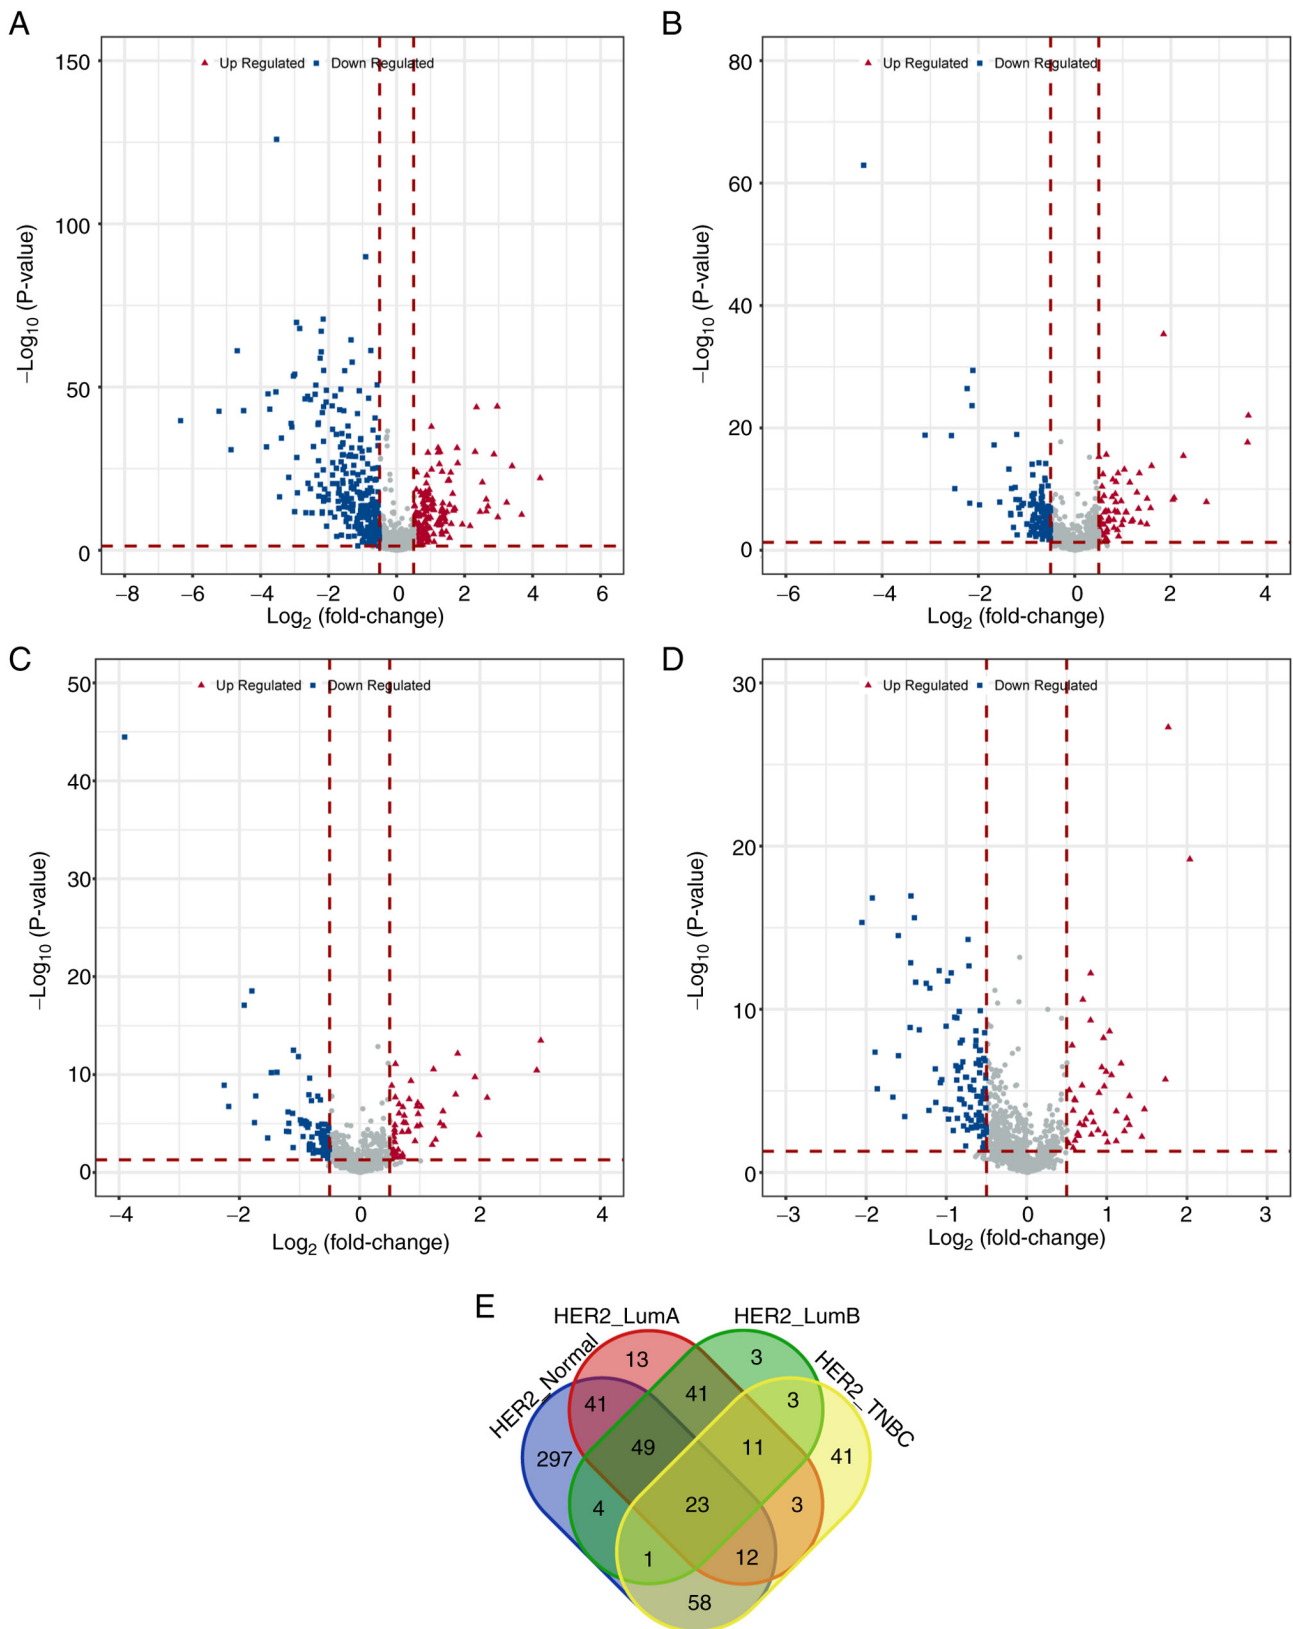 A
Up Regulated Down Regulated
150
100
50
0
−8 −6 −4 −2 0 2 4 6
−Log10 (P-value)
Log2 (fold-change)
B
Up Regulated Down Regulated
80
60
40
20
0
−6 −4 −2 0 2 4
−Log10 (P-value)
Log2 (fold-change)
C
Up Regulated Down Regulated
50
40
30
20
10
0
−4 −2 0 2 4
−Log10 (P-value)
Log2 (fold-change)
D
Up Regulated Down Regulated
30
20
10
0
−3 −2 −1 0 1 2 3
−Log10 (P-value)
Log2 (fold-change)
E
HER2_LumA HER2_LumB
HER2_Normal HER2_TNBC
13 3
41 41 3
297 49 11 41
4 23 3
1 12
58